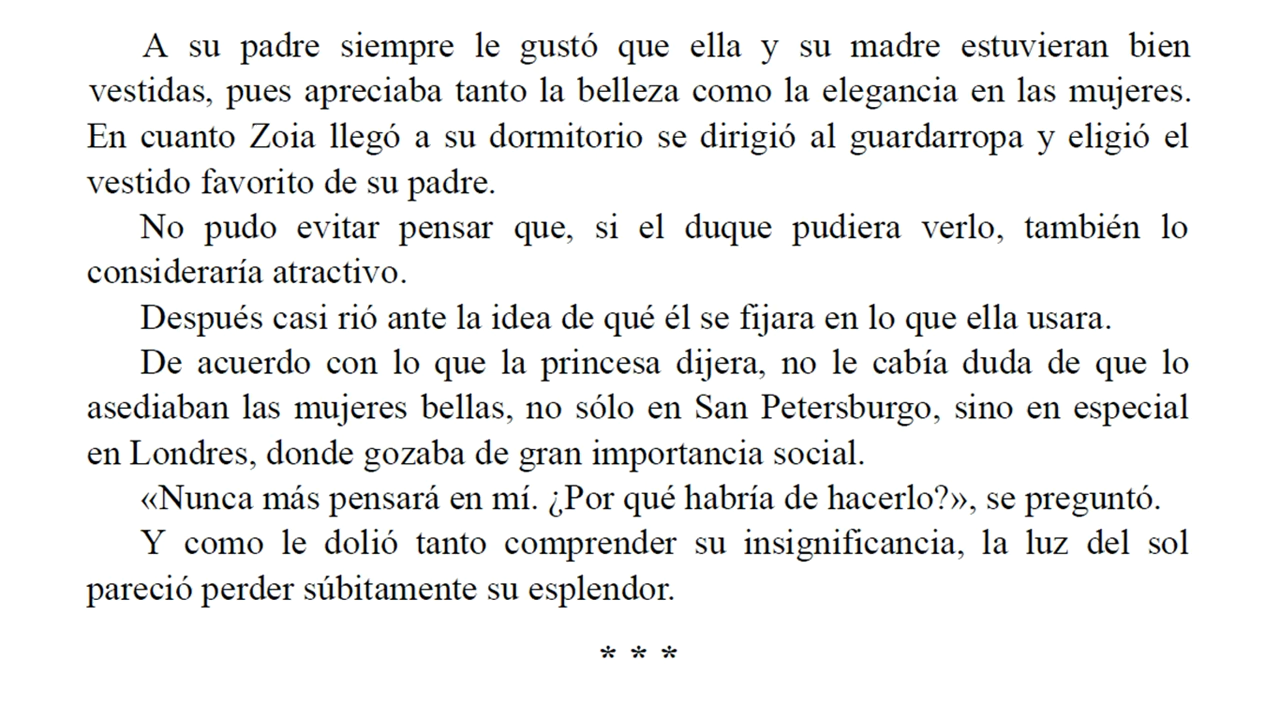 A su padre siempre le gustó que ella y su madre estuvieran bien
vestidas, pues apreciaba tanto la belleza como la elegancia en las mujeres.
En cuanto Zoia llegó a su dormitorio se dirigió al guardarropa y eligió el
vestido favorito de su padre.
No pudo evitar pensar que, si el duque pudiera verlo, también lo
consideraría atractivo.
Después casi rió ante la idea de qué él se fijara en lo que ella usara.
De acuerdo con lo que la princesa dijera, no le cabía duda de que lo
asediaban las mujeres bellas, no sólo en San Petersburgo, sino en especial
en Londres, donde gozaba de gran importancia social.
«Nunca más pensará en mí. ¿Por qué habría de hacerlo?», se preguntó.
Y como le dolió tanto comprender su insignificancia, la luz del sol
pareció perder súbitamente su esplendor.
* * *